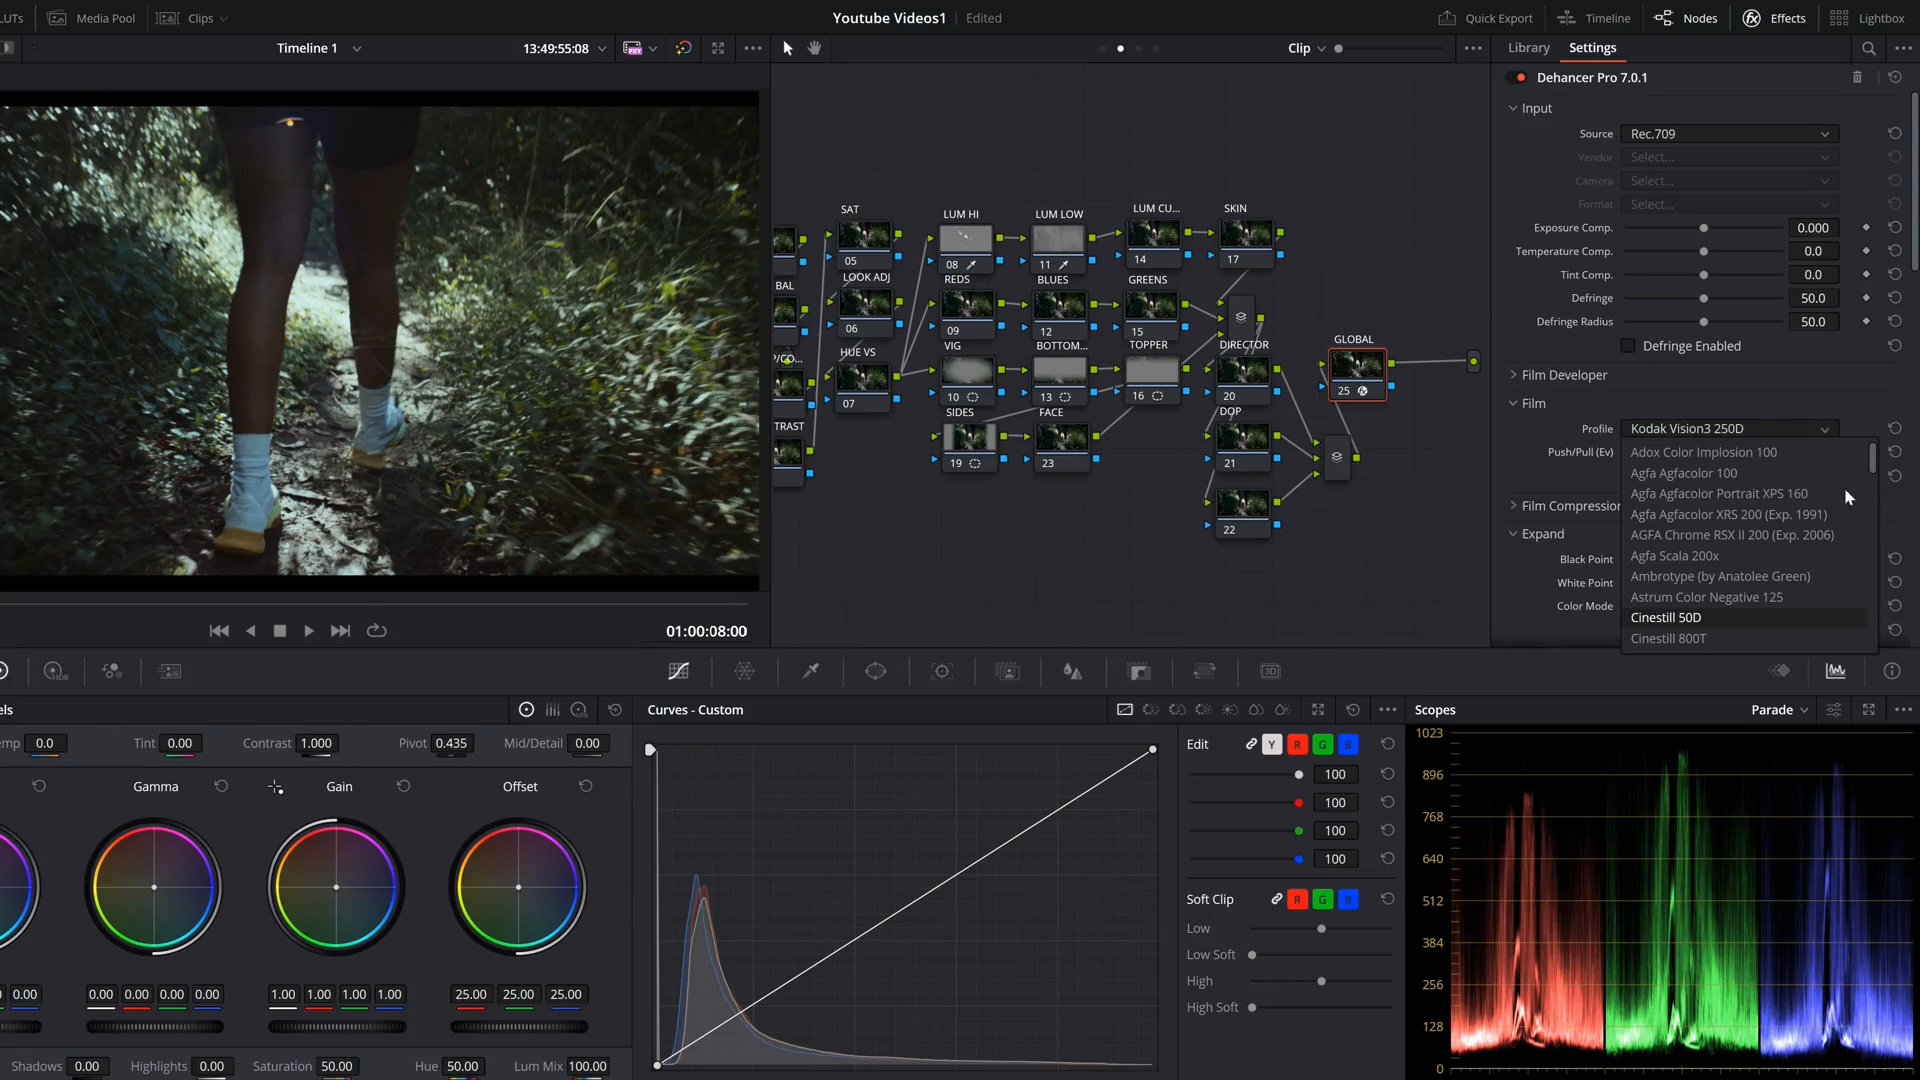 LUTs
Media Pool
Clips
Youtube Videos1
Edited
Quick Export
Timeline
Nodes
Effects
Lightbox
Timeline 1
13:49:55:08
Clip
Library
Settings
Dehancer Pro 7.0.1
Input
Source
Rec.709
Vendor
Select...
Camera
Select...
Format
Select...
Exposure Comp.
0.000
Temperature Comp.
0.0
Tint Comp.
0.0
Defringe
50.0
Defringe Radius
50.0
Defringe Enabled
Film Developer
Film
Profile
Kodak Vision3 250D
Push/Pull (Ev)
Adox Color Implosion 100
Agfa Agfacolor 100
Agfa Agfacolor Portrait XPS 160
Agfa Agfacolor XRS 200 (Exp. 1991)
AGFA Chrome RSX II 200 (Exp. 2006)
Agfa Scala 200x
Ambrotype (by Anatolee Green)
Astrum Color Negative 125
Cinestill 50D
Cinestill 800T
Film Compression
Expand
Black Point
White Point
Color Mode
SAT
05
LUM HI
08
LUM LOW
11
LUM CU...
14
SKIN
17
BAL
LOOK ADJ
06
REDS
09
BLUES
12
GREENS
15
P/CO...
HUE VS
07
VIG
10
BOTTOM...
13
TOPPER
16
DIRECTOR
20
GLOBAL
25
TRAST
SIDES
19
FACE
23
DOP
21
22
01:00:08:00
HDR
3D
els
emp
0.0
Tint
0.00
Contrast
1.000
Pivot
0.435
Mid/Detail
0.00
Gamma
Gain
Offset
0.00
0.00
0.00
0.00
0.00
1.00
1.00
1.00
1.00
25.00
25.00
25.00
Shadows
0.00
Highlights
0.00
Saturation
50.00
Hue
50.00
Lum Mix
100.00
Curves - Custom
Edit
Y
R
G
B
100
100
100
100
Soft Clip
R
G
B
Low
Low Soft
High
High Soft
Scopes
Parade
1023
896
768
640
512
384
256
128
0